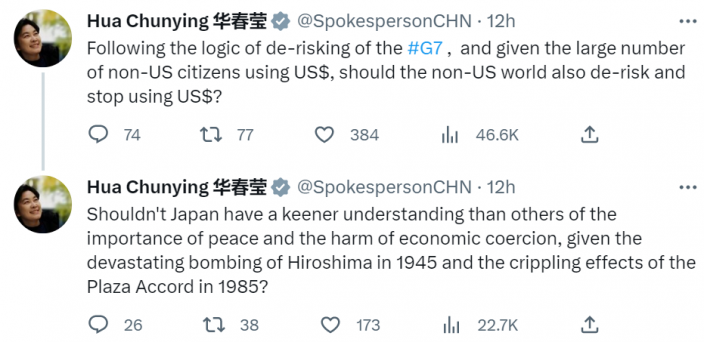 Hua Chunying 华春莹 @SpokespersonCHN · 12h
Following the logic of de-risking of the #G7 , and given the large number
of non-US citizens using US$, should the non-US world also de-risk and
stop using US$?
74 77 384 46.6K
Hua Chunying 华春莹 @SpokespersonCHN · 12h
Shouldn't Japan have a keener understanding than others of the
importance of peace and the harm of economic coercion, given the
devastating bombing of Hiroshima in 1945 and the crippling effects of the
Plaza Accord in 1985?
26 38 173 22.7K